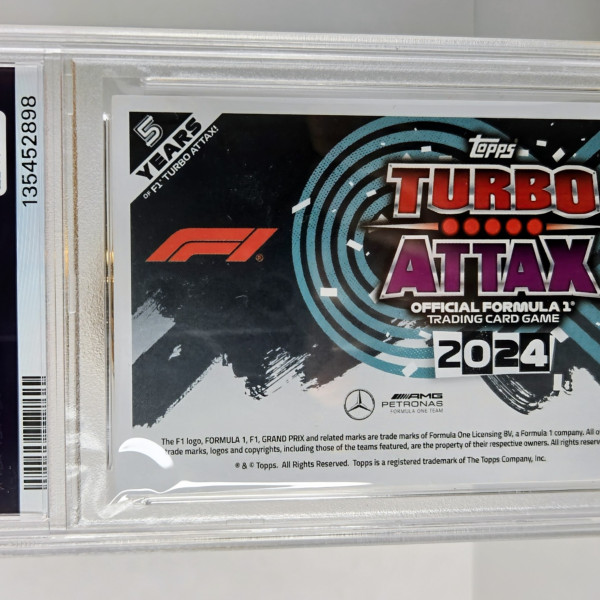 135452898
5
YEARS
OF F1® TURBO ATTAX!
F1®
Topps
TURBO
ATTAX
OFFICIAL FORMULA 1®
TRADING CARD GAME
2024
AMG
PETRONAS
FORMULA ONE TEAM
The F1 logo, FORMULA 1, F1, GRAND PRIX and related marks are trade marks of Formula One Licensing BV, a Formula 1 company. All
trade marks, logos and copyrights, including those of the teams featured, are the property of their respective owners. All rights
® & © Topps. All Rights Reserved. Topps is a registered trademark of The Topps Company, Inc.